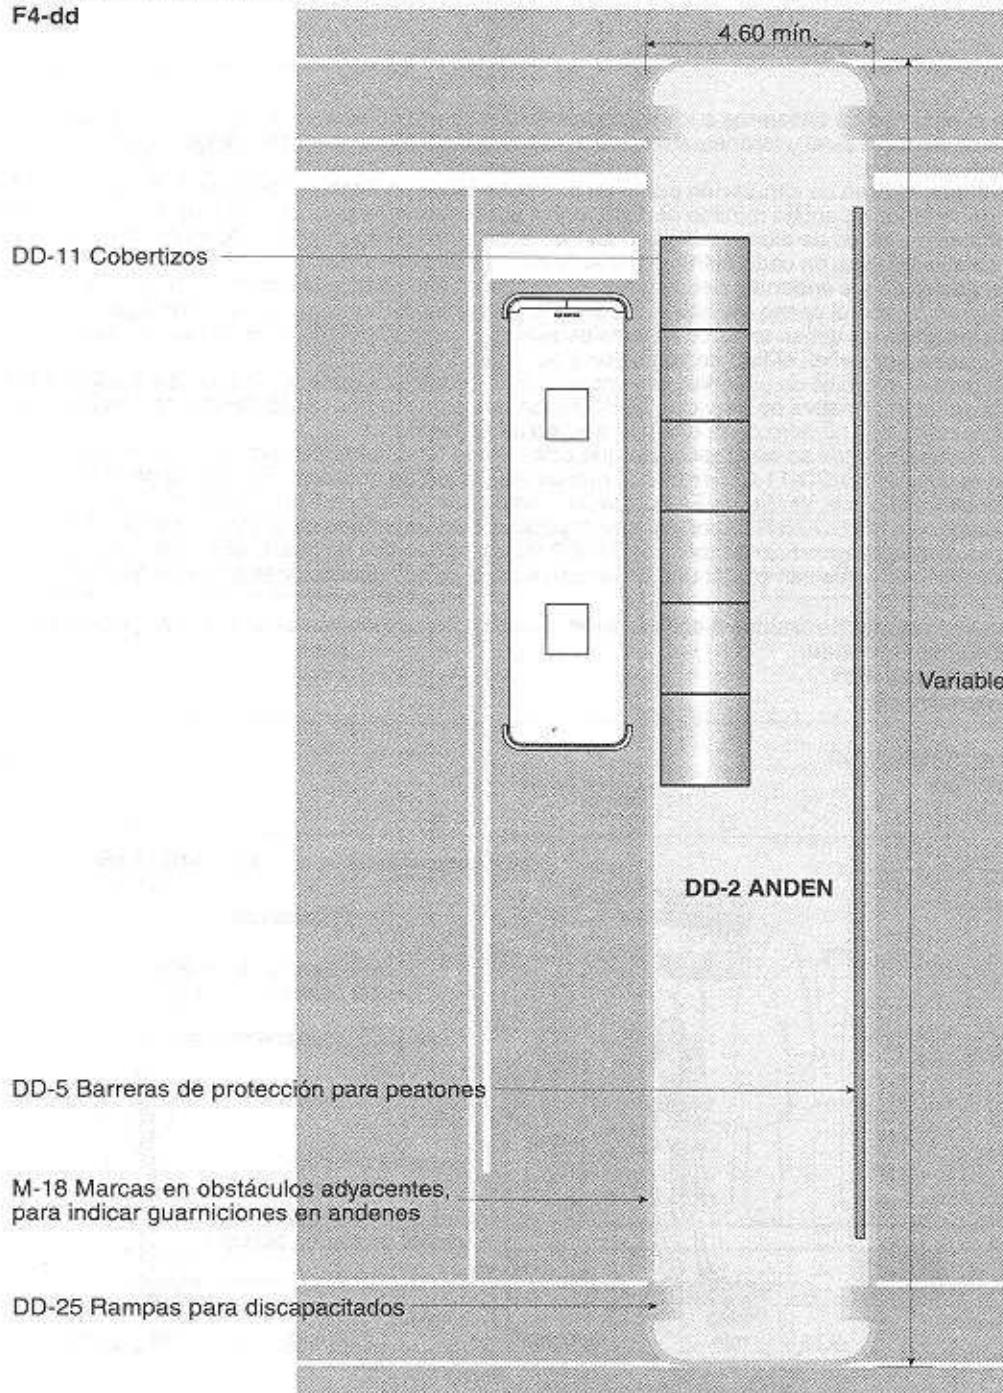 F4-dd
4.60 mín.
DD-11 Cobertizos
Variable
DD-2 ANDEN
DD-5 Barreras de protección para peatones
M-18 Marcas en obstáculos adyacentes,
para indicar guarniciones en andenes
DD-25 Rampas para discapacitados